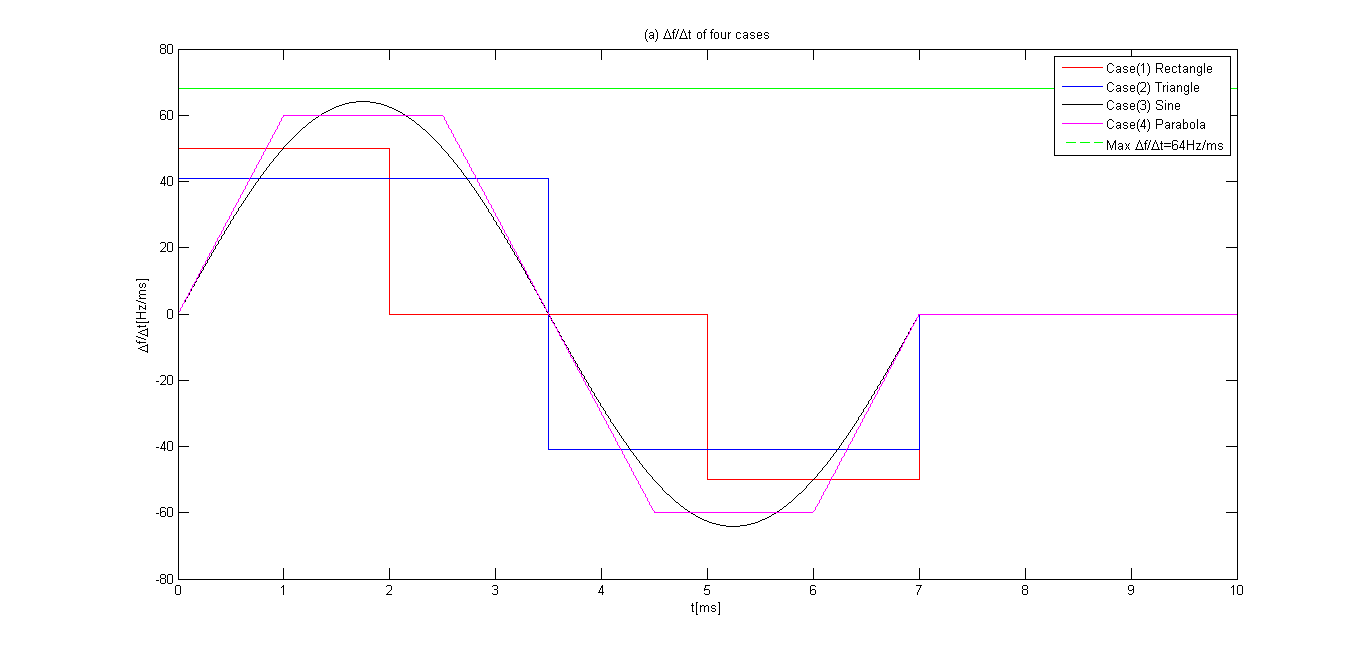 (a) Δf/Δt of four cases
Case(1) Rectangle
Case(2) Triangle
Case(3) Sine
Case(4) Parabola
Max Δf/Δt=64Hz/ms
Δf/Δt[Hz/ms]
80
60
40
20
0
-20
-40
-60
-80
0 1 2 3 4 5 6 7 8 9 10
t[ms]